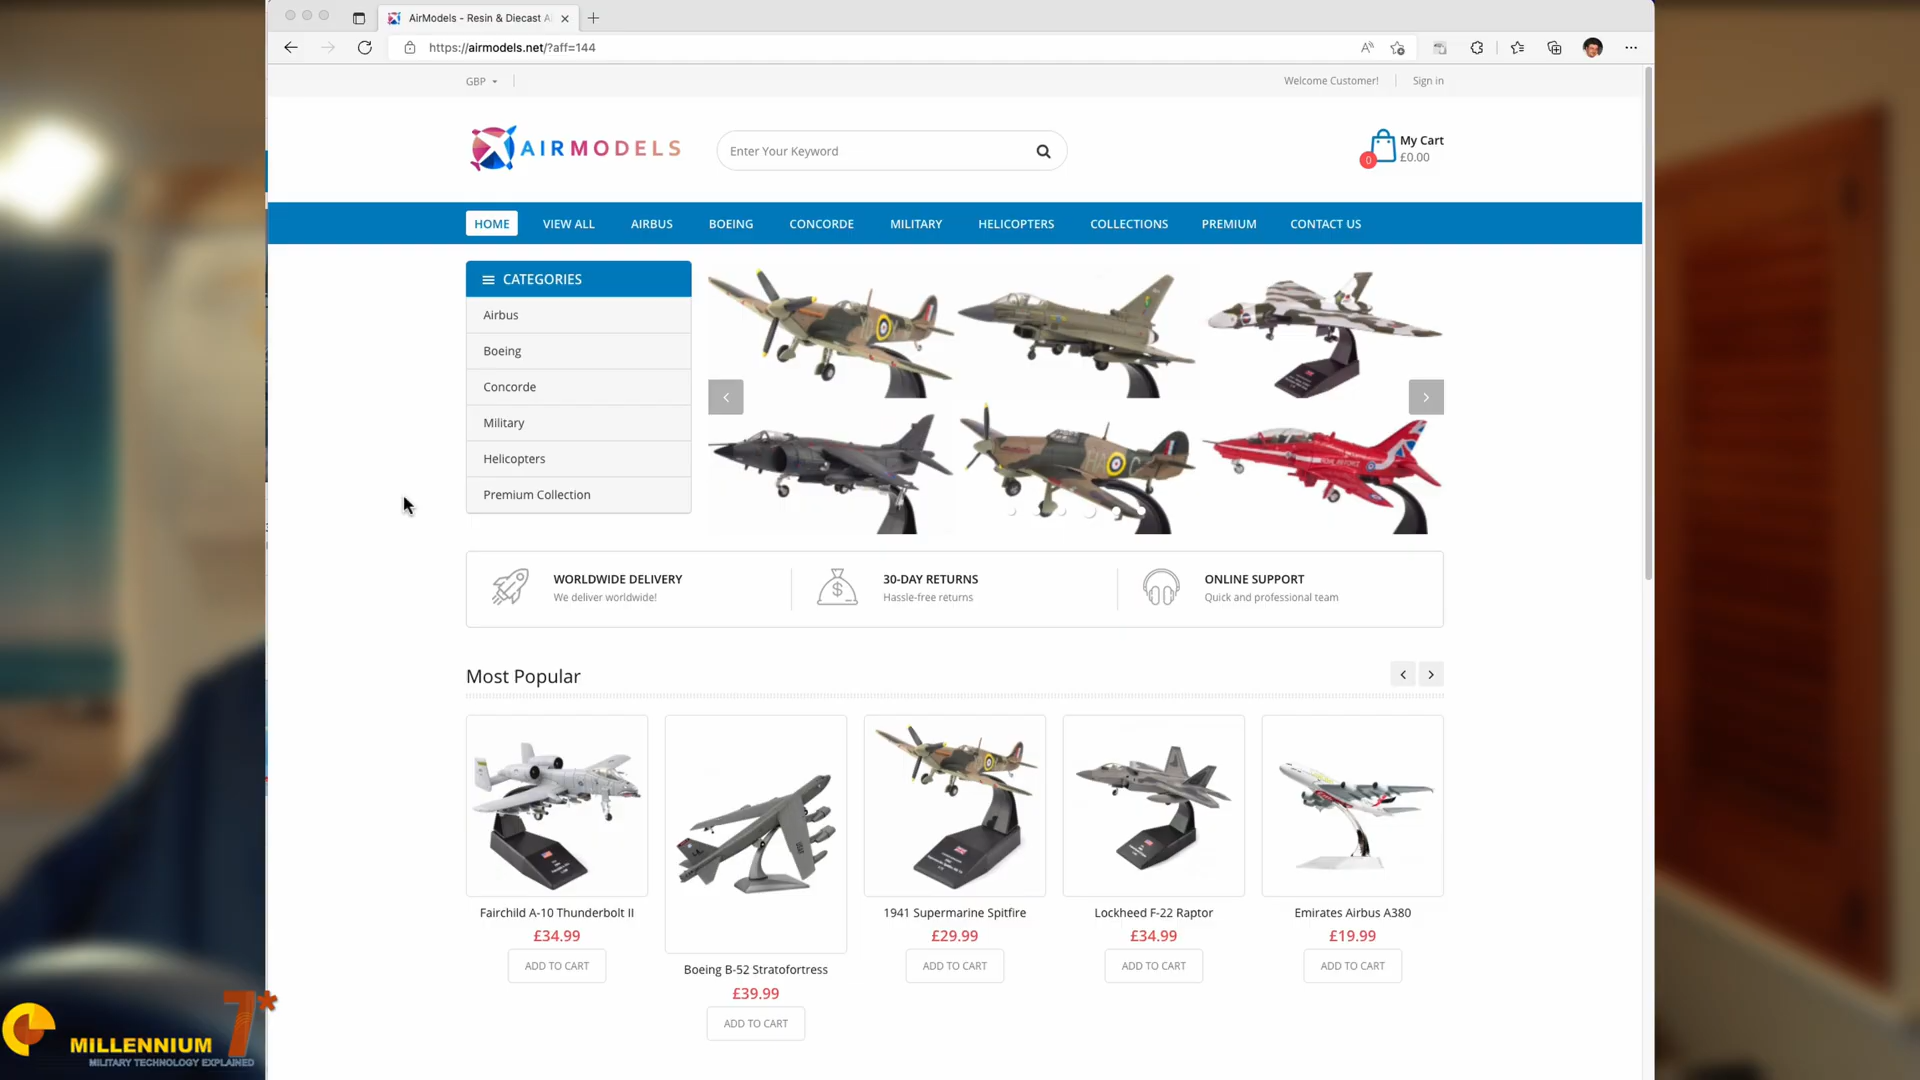 AirModels - Resin & Diecast A
https://airmodels.net/?aff=144
GBP
Welcome Customer!
Sign in
AIRMODELS
Enter Your Keyword
My Cart
0
£0.00
HOME
VIEW ALL
AIRBUS
BOEING
CONCORDE
MILITARY
HELICOPTERS
COLLECTIONS
PREMIUM
CONTACT US
CATEGORIES
Airbus
Boeing
Concorde
Military
Helicopters
Premium Collection
WORLDWIDE DELIVERY
We deliver worldwide!
30-DAY RETURNS
Hassle-free returns
ONLINE SUPPORT
Quick and professional team
Most Popular
Fairchild A-10 Thunderbolt II
£34.99
ADD TO CART
Boeing B-52 Stratofortress
£39.99
ADD TO CART
1941 Supermarine Spitfire
£29.99
ADD TO CART
Lockheed F-22 Raptor
£34.99
ADD TO CART
Emirates Airbus A380
£19.99
ADD TO CART
MILLENNIUM 7*
MILITARY TECHNOLOGY EXPLAINED